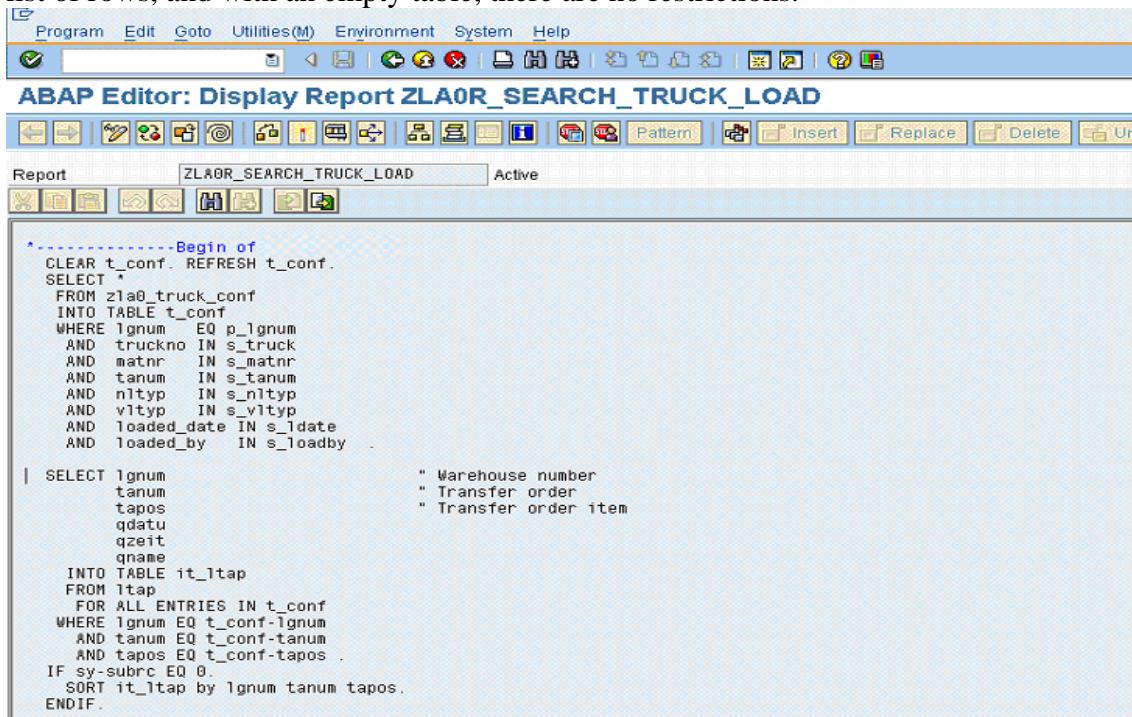 list of rows, and with an empty table, there are no restrictions.
Program Edit Goto Utilities(M) Environment System Help
ABAP Editor: Display Report ZLA0R_SEARCH_TRUCK_LOAD
Pattern Insert Replace Delete Un
Report ZLA0R_SEARCH_TRUCK_LOAD Active
*--------------Begin of
CLEAR t_conf. REFRESH t_conf.
SELECT *
FROM zla0_truck_conf
INTO TABLE t_conf
WHERE lgnum EQ p_lgnum
AND truckno IN s_truck
AND matnr IN s_matnr
AND tanum IN s_tanum
AND nltyp IN s_nltyp
AND vltyp IN s_vltyp
AND loaded_date IN s_ldate
AND loaded_by IN s_loadby .
SELECT lgnum " Warehouse number
tanum " Transfer order
tapos " Transfer order item
qdatu
qzeit
qname
INTO TABLE it_ltap
FROM ltap
FOR ALL ENTRIES IN t_conf
WHERE lgnum EQ t_conf-lgnum
AND tanum EQ t_conf-tanum
AND tapos EQ t_conf-tapos .
IF sy-subrc EQ 0.
SORT it_ltap by lgnum tanum tapos.
ENDIF.